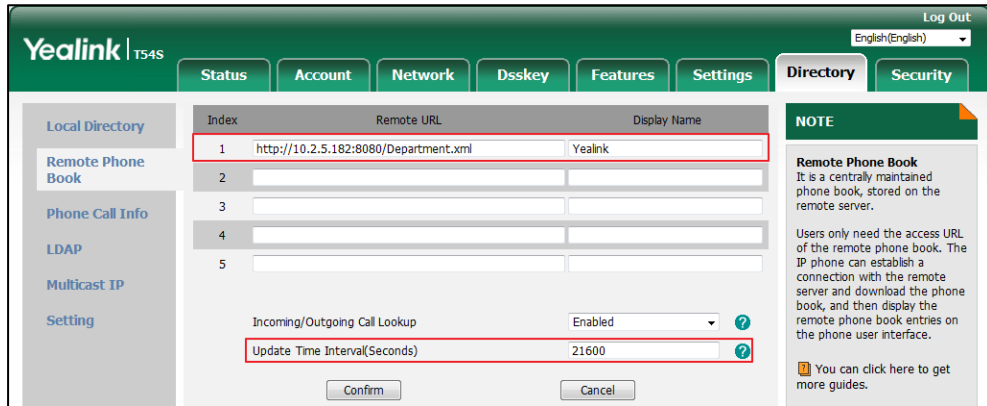 Log Out
Yealink T54S
English(English)
Status Account Network Dsskey Features Settings Directory Security
Local Directory
Remote Phone
Book
Phone Call Info
LDAP
Multicast IP
Setting
Index Remote URL Display Name
1 http://10.2.5.182:8080/Department.xml Yealink
2
3
4
5
Incoming/Outgoing Call Lookup Enabled ?
Update Time Interval(Seconds) 21600 ?
Confirm Cancel
NOTE
Remote Phone Book
It is a centrally maintained
phone book, stored on the
remote server.
Users only need the access URL
of the remote phone book. The
IP phone can establish a
connection with the remote
server and download the phone
book, and then display the
remote phone book entries on
the phone user interface.
? You can click here to get
more guides.